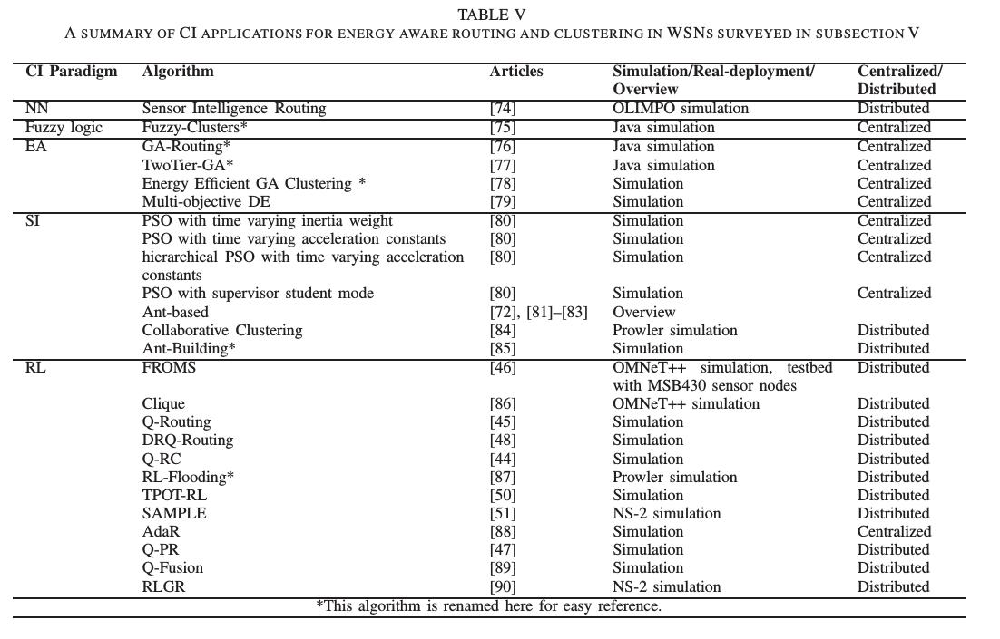 TABLE V
A SUMMARY OF CI APPLICATIONS FOR ENERGY AWARE ROUTING AND CLUSTERING IN WSNS SURVEYED IN SUBSECTION V
CI Paradigm Algorithm Articles Simulation/Real-deployment/ Centralized/
Overview Distributed
NN Sensor Intelligence Routing [74] OLIMPO simulation Distributed
Fuzzy logic Fuzzy-Clusters* [75] Java simulation Centralized
EA GA-Routing* [76] Java simulation Centralized
TwoTier-GA* [77] Java simulation Centralized
Energy Efficient GA Clustering * [78] Simulation Centralized
Multi-objective DE [79] Simulation Centralized
SI PSO with time varying inertia weight [80] Simulation Centralized
PSO with time varying acceleration constants [80] Simulation Centralized
hierarchical PSO with time varying acceleration [80] Simulation Centralized
constants
PSO with supervisor student mode [80] Simulation Centralized
Ant-based [72], [81]–[83] Overview
Collaborative Clustering [84] Prowler simulation Distributed
Ant-Building* [85] Simulation Distributed
RL FROMS [46] OMNeT++ simulation, testbed Distributed
with MSB430 sensor nodes
Clique [86] OMNeT++ simulation Distributed
Q-Routing [45] Simulation Distributed
DRQ-Routing [48] Simulation Distributed
Q-RC [44] Simulation Distributed
RL-Flooding* [87] Prowler simulation Distributed
TPOT-RL [50] Simulation Distributed
SAMPLE [51] NS-2 simulation Distributed
AdaR [88] Simulation Centralized
Q-PR [47] Simulation Distributed
Q-Fusion [89] Simulation Distributed
RLGR [90] NS-2 simulation Distributed
*This algorithm is renamed here for easy reference.